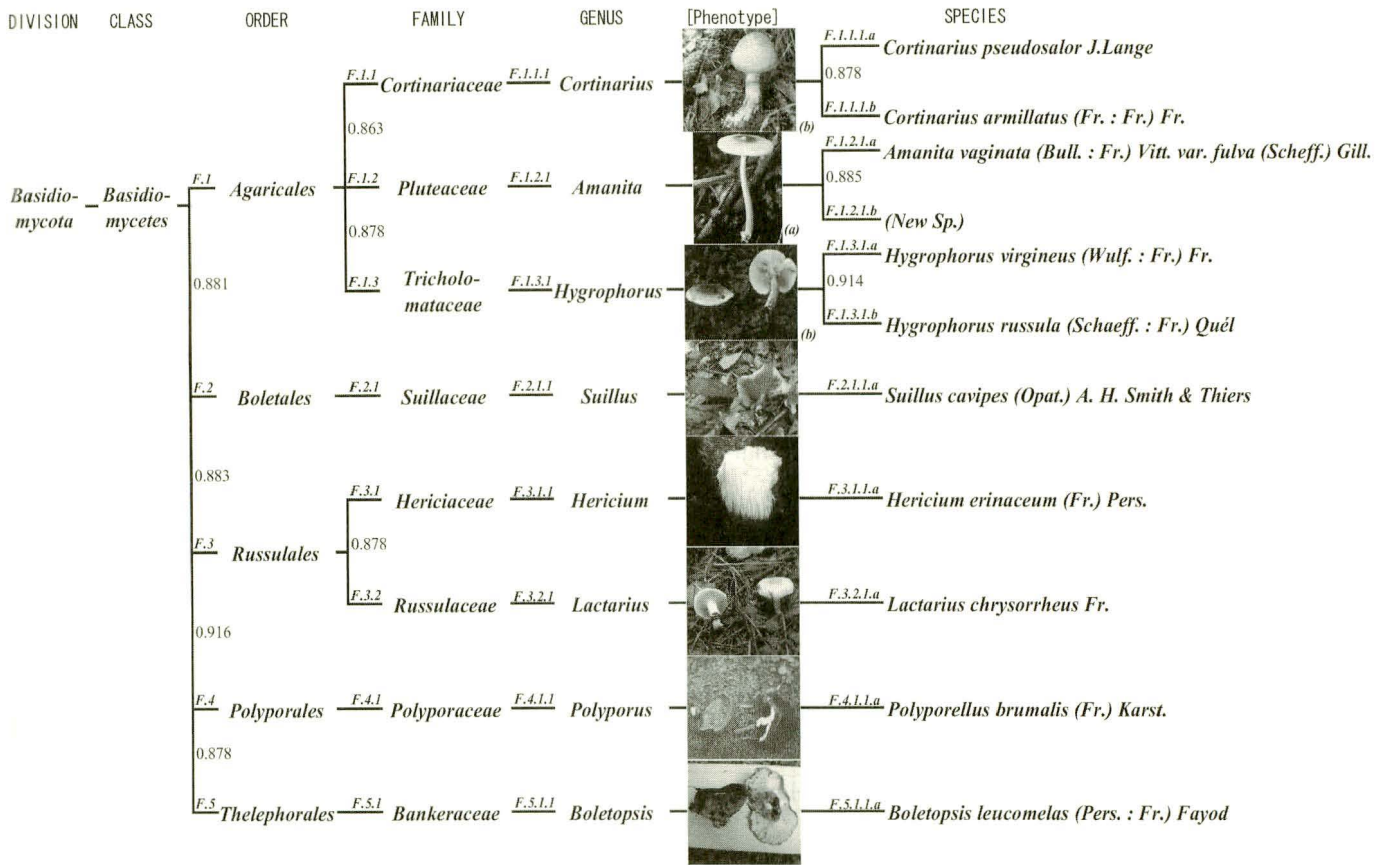 DIVISION CLASS ORDER FAMILY GENUS [Phenotype] SPECIES
F.1.1.1.a Cortinarius pseudosalor J.Lange
F.1.1 Cortinariaceae F.1.1.1 Cortinarius
0.878
F.1.1.1.b Cortinarius armillatus (Fr. : Fr.) Fr.
(b)
0.863
F.1.2.1.a Amanita vaginata (Bull. : Fr.) Vitt. var. fulva (Scheff.) Gill.
Basidio-
mycota
Basidio-
mycetes
F.1 Agaricales F.1.2 Pluteaceae F.1.2.1 Amanita
0.885
F.1.2.1.b (New Sp.)
(a)
0.878
F.1.3.1.a Hygrophorus virgineus (Wulf. : Fr.) Fr.
0.881
F.1.3 Tricholo-
mataceae
F.1.3.1 Hygrophorus
0.914
F.1.3.1.b Hygrophorus russula (Schaeff. : Fr.) Quél
(b)
F.2 Boletales F.2.1 Suillaceae F.2.1.1 Suillus F.2.1.1.a Suillus cavipes (Opat.) A. H. Smith & Thiers
0.883
F.3.1 Hericiaceae F.3.1.1 Hericium F.3.1.1.a Hericium erinaceum (Fr.) Pers.
F.3 Russulales
0.878
F.3.2 Russulaceae F.3.2.1 Lactarius F.3.2.1.a Lactarius chrysorrheus Fr.
0.916
F.4 Polyporales F.4.1 Polyporaceae F.4.1.1 Polyporus F.4.1.1.a Polyporellus brumalis (Fr.) Karst.
0.878
F.5 Thelephorales F.5.1 Bankeraceae F.5.1.1 Boletopsis F.5.1.1.a Boletopsis leucomelas (Pers. : Fr.) Fayod